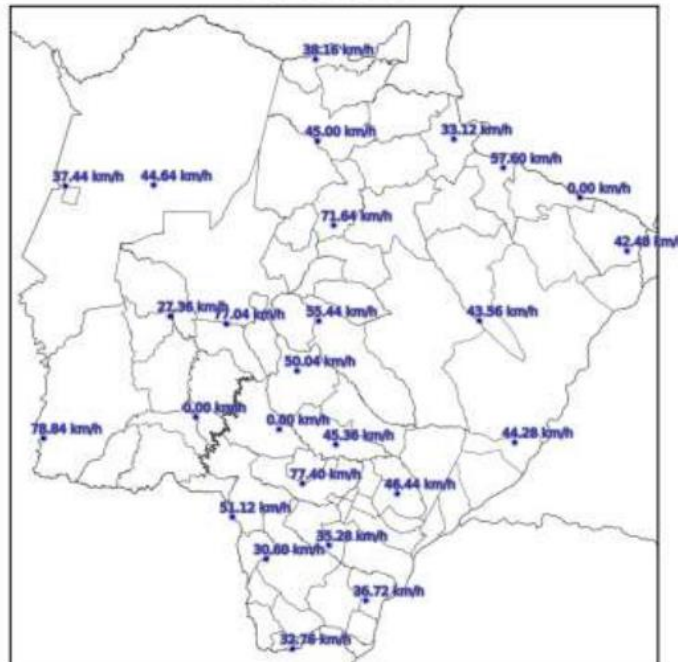 38.16 km/h
45.00 km/h
33.12 km/h
57.60 km/h
37.44 km/h
44.64 km/h
0.00 km/h
71.64 km/h
42.48 km/h
27.36 km/h
77.04 km/h
55.44 km/h
43.56 km/h
50.04 km/h
0.00 km/h
0.00 km/h
78.84 km/h
45.36 km/h
44.28 km/h
77.40 km/h
46.44 km/h
51.12 km/h
35.28 km/h
30.60 km/h
36.72 km/h
32.76 km/h